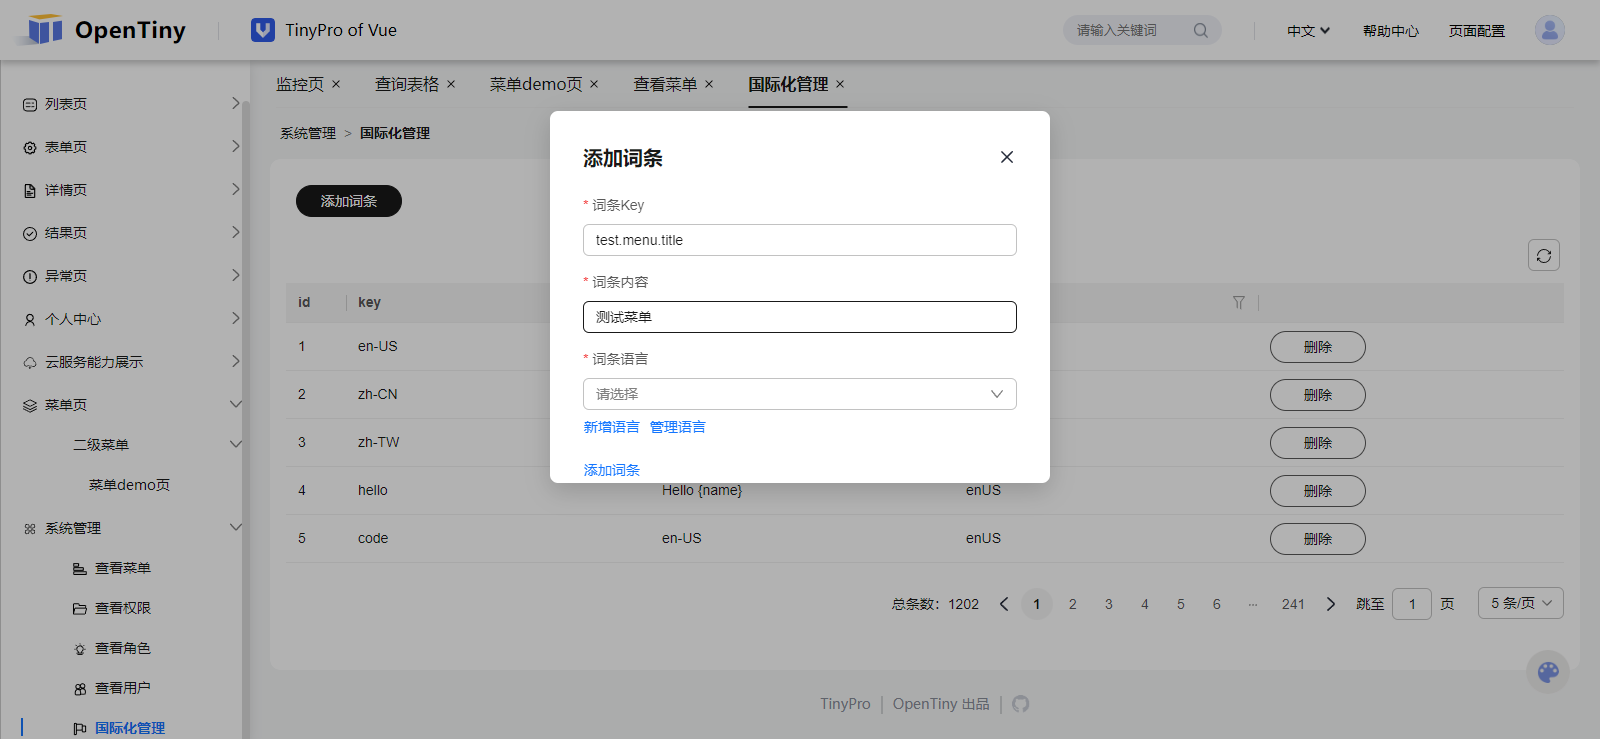 OpenTiny
TinyPro of Vue
请输入关键词
中文
帮助中心
页面配置
列表页
表单页
详情页
结果页
异常页
个人中心
云服务能力展示
菜单页
二级菜单
菜单demo页
系统管理
查看菜单
查看权限
查看角色
查看用户
国际化管理
监控页 × 查询表格 × 菜单demo页 × 查看菜单 × 国际化管理 ×
系统管理 > 国际化管理
添加词条
id key
1 en-US 删除
2 zh-CN 删除
3 zh-TW 删除
4 hello Hello {name} enUS 删除
5 code en-US enUS 删除
总条数: 1202 1 2 3 4 5 6 ... 241 跳至 1 页 5 条/页
添加词条
* 词条Key
test.menu.title
* 词条内容
测试菜单
* 词条语言
请选择
新增语言 管理语言
添加词条
TinyPro | OpenTiny 出品 |